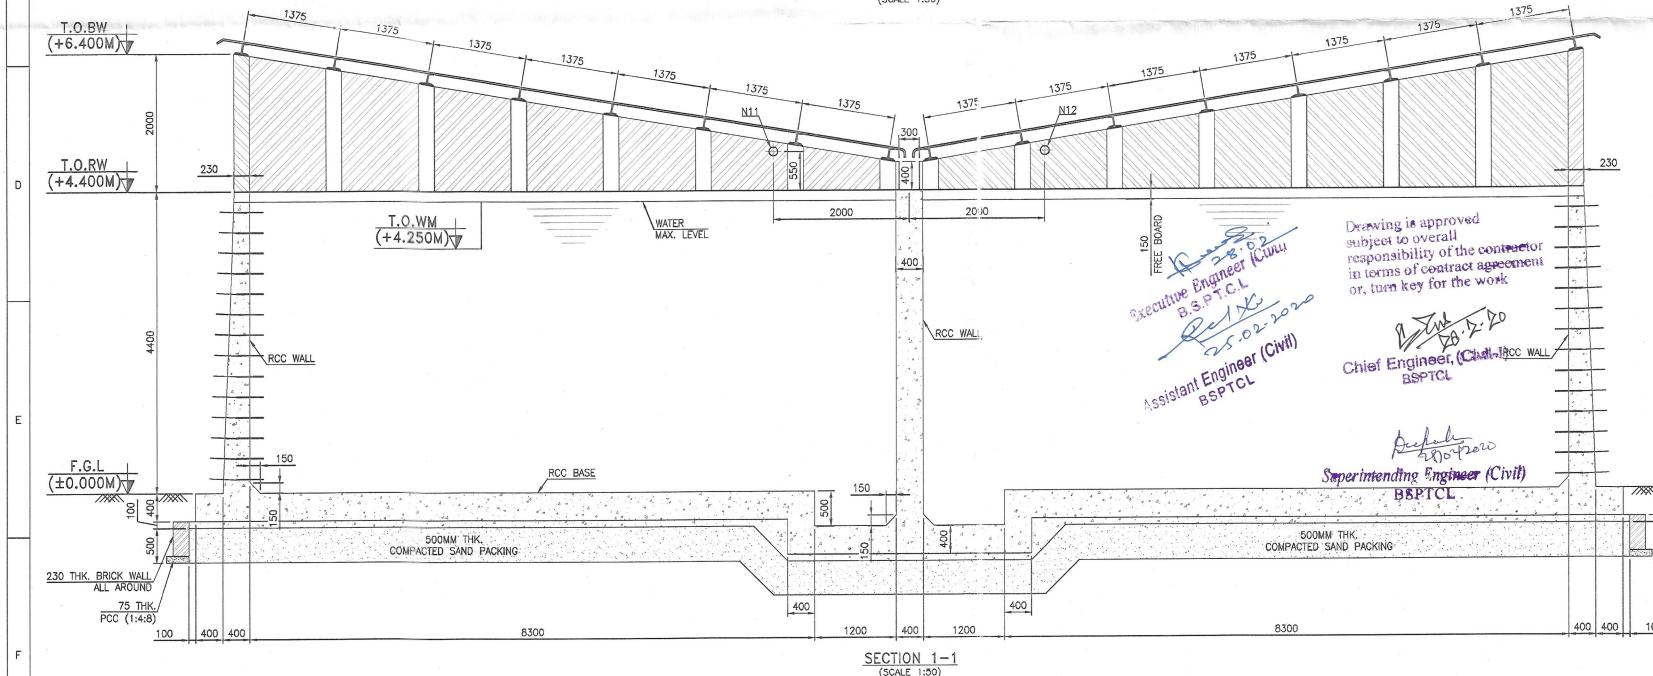 (SCALE 1:50)
1375
1375
1375
1375
1375
1375
1375
1375
1375
1375
1375
1375
1375
1375
T.O.BW
(+6.400M)
2000
N11
300
N12
T.O.RW
(+4.400M)
230
550
400
230
D
T.O.WM
(+4.250M)
WATER
MAX. LEVEL
2000
2000
150
FREE BOARD
400
28.02
Executive Engineer (Civil)
B.S.P.T.C.L
25-02-2020
Assistant Engineer (Civil)
BSPTCL
Drawing is approved
subject to overall
responsibility of the contractor
in terms of contract agreement
or, turn key for the work
Chief Engineer, (Civil-
BSPTCL
RCC WALL
4400
RCC WALL
RCC WALL
E
Superintending Engineer (Civil)
BSPTCL
F.G.L
(±0.000M)
150
150
RCC BASE
150
500
150
400
100
400
500
500MM THK.
COMPACTED SAND PACKING
500MM THK.
COMPACTED SAND PACKING
230 THK. BRICK WALL
ALL AROUND
75 THK.
PCC (1:4:8)
400
400
100
400
400
8300
1200
400
1200
8300
400
400
F
SECTION 1-1
(SCALE 1:50)